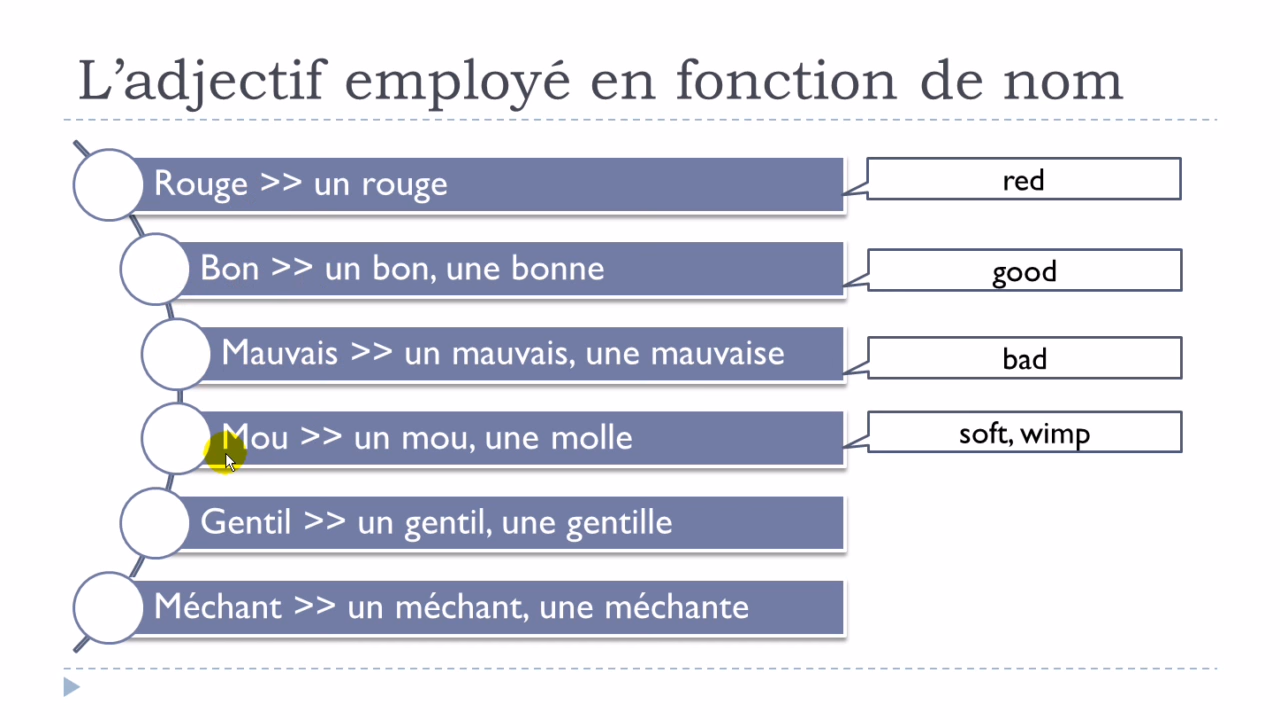 L’adjectif employé en fonction de nom
Rouge >> un rouge
red
Bon >> un bon, une bonne
good
Mauvais >> un mauvais, une mauvaise
bad
Mou >> un mou, une molle
soft, wimp
Gentil >> un gentil, une gentille
Méchant >> un méchant, une méchante